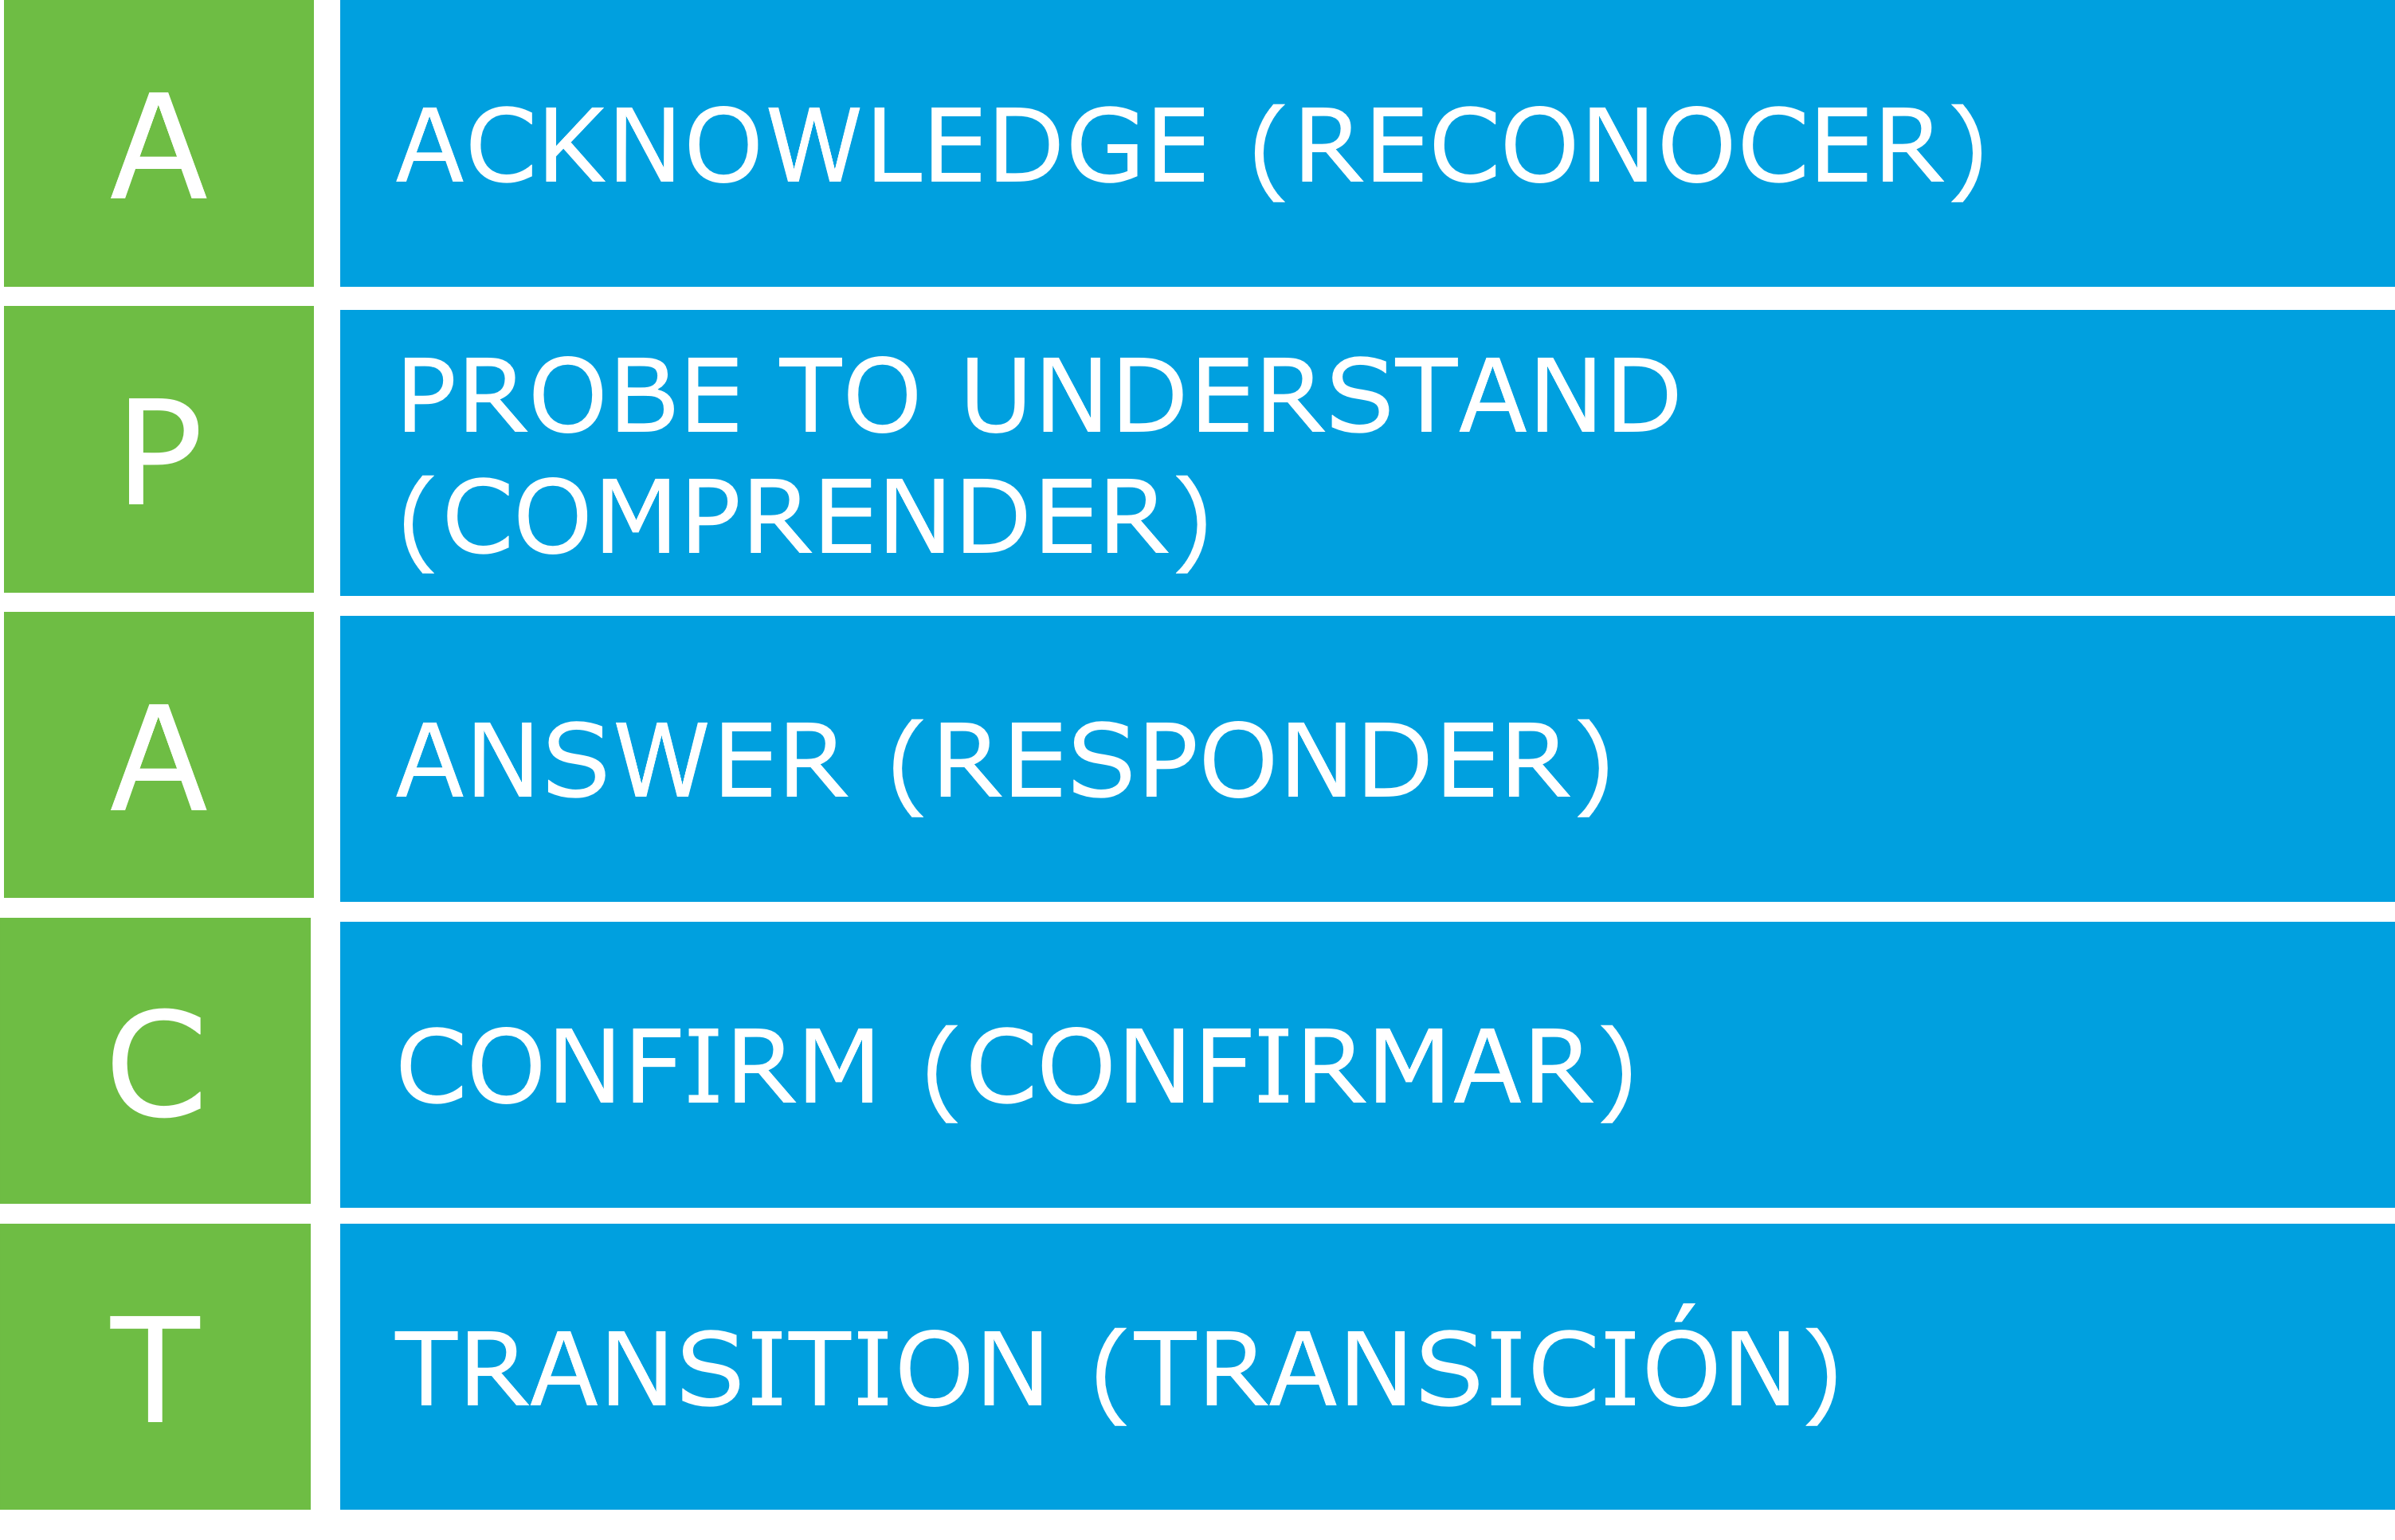 A
ACKNOWLEDGE (RECONOCER)
P
PROBE TO UNDERSTAND
(COMPRENDER)
A
ANSWER (RESPONDER)
C
CONFIRM (CONFIRMAR)
T
TRANSITION (TRANSICIÓN)